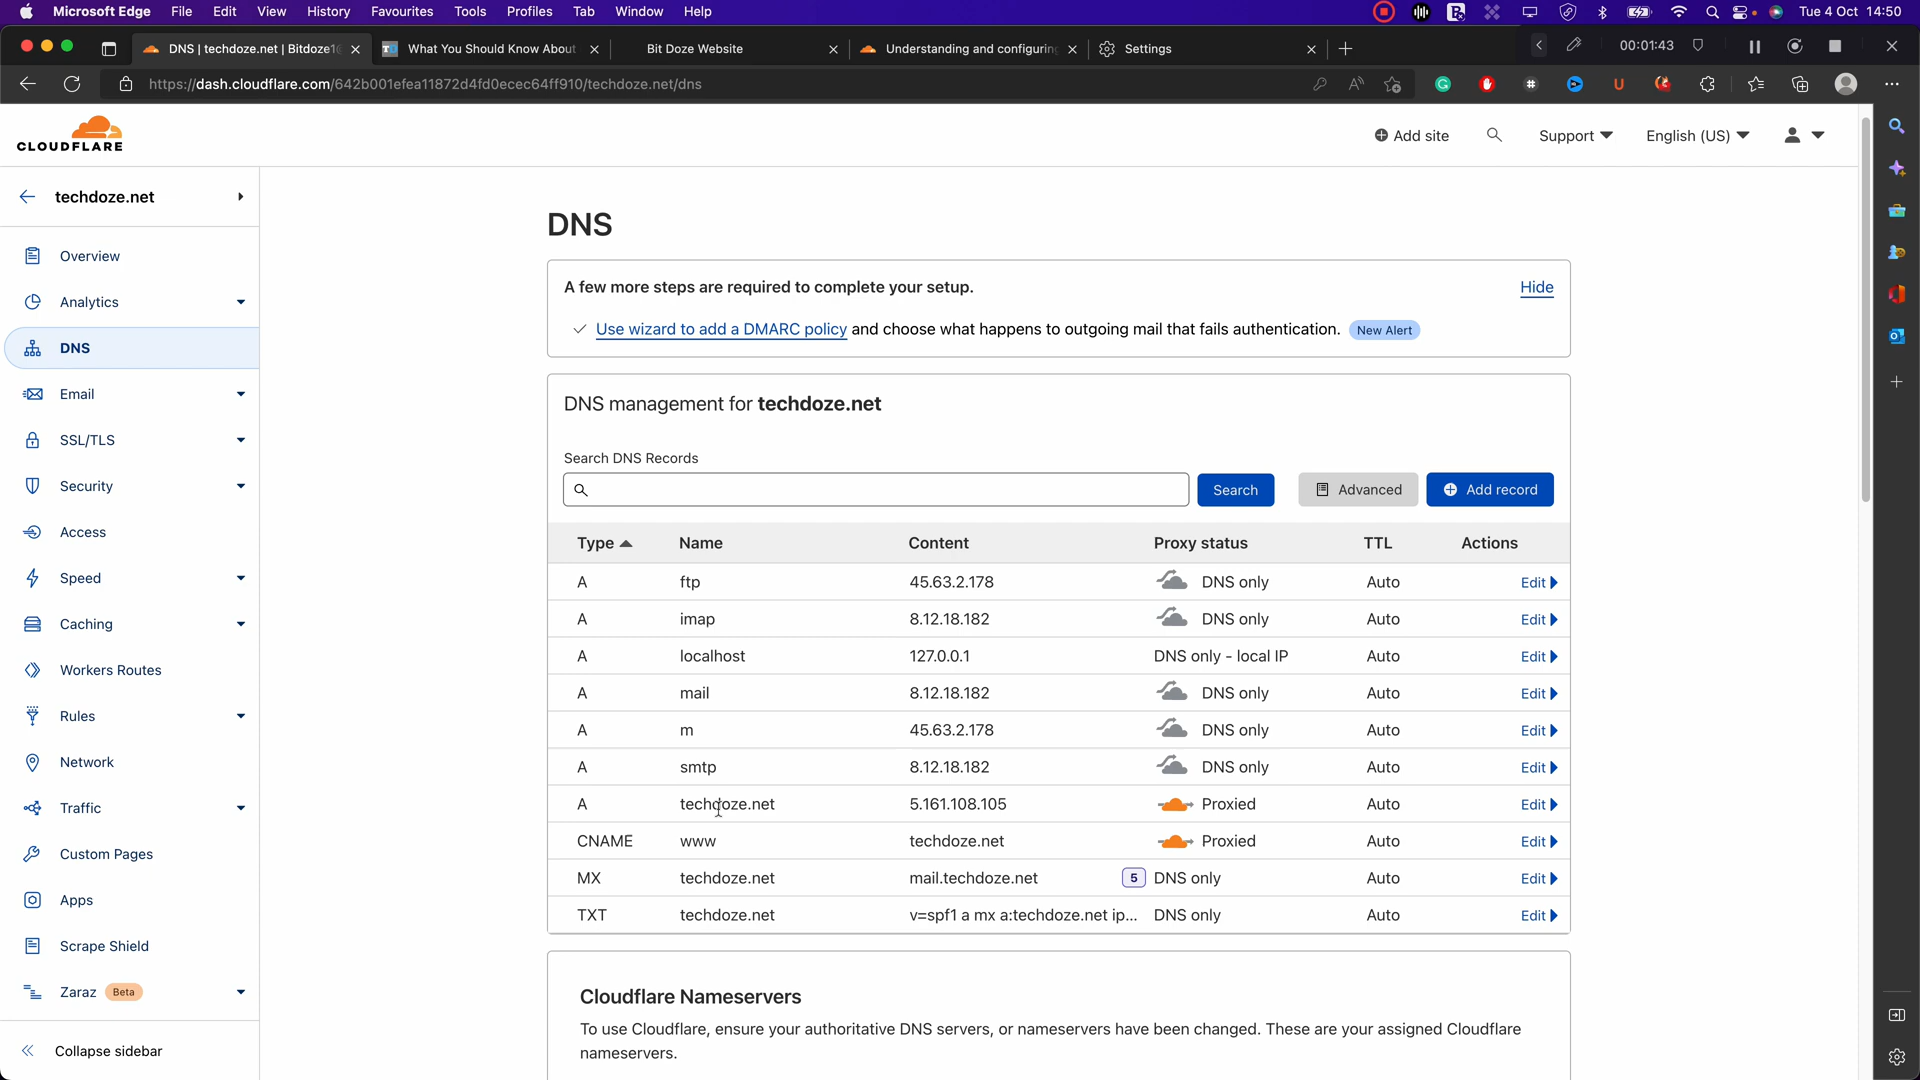 Microsoft Edge File Edit View History Favourites Tools Profiles Tab Window Help Tue 4 Oct 14:50
DNS | techdoze.net | Bitdoze1 What You Should Know About Bit Doze Website Understanding and configuring Settings 00:01:43
https://dash.cloudflare.com/642b001efea11872d4fd0ecec64ff910/techdoze.net/dns
CLOUDFLARE
Add site Support English (US)
techdoze.net
Overview
Analytics
DNS
Email
SSL/TLS
Security
Access
Speed
Caching
Workers Routes
Rules
Network
Traffic
Custom Pages
Apps
Scrape Shield
Zaraz Beta
Collapse sidebar
DNS
A few more steps are required to complete your setup. Hide
Use wizard to add a DMARC policy and choose what happens to outgoing mail that fails authentication. New Alert
DNS management for techdoze.net
Search DNS Records
Search Advanced Add record
Type Name Content Proxy status TTL Actions
A ftp 45.63.2.178 DNS only Auto Edit
A imap 8.12.18.182 DNS only Auto Edit
A localhost 127.0.0.1 DNS only - local IP Auto Edit
A mail 8.12.18.182 DNS only Auto Edit
A m 45.63.2.178 DNS only Auto Edit
A smtp 8.12.18.182 DNS only Auto Edit
A techdoze.net 5.161.108.105 Proxied Auto Edit
CNAME www techdoze.net Proxied Auto Edit
MX techdoze.net mail.techdoze.net 5 DNS only Auto Edit
TXT techdoze.net v=spf1 a mx a:techdoze.net ip... DNS only Auto Edit
Cloudflare Nameservers
To use Cloudflare, ensure your authoritative DNS servers, or nameservers have been changed. These are your assigned Cloudflare
nameservers.